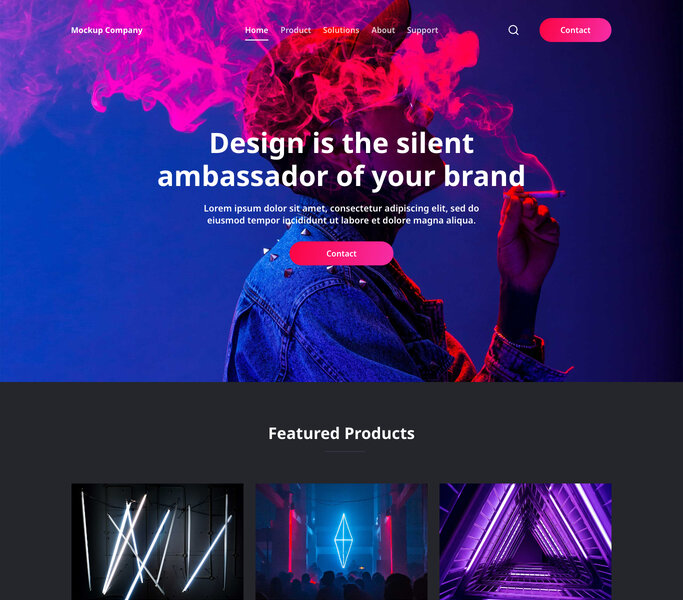 Mockup Company
Home Product Solutions About Support
Contact
Design is the silent
ambassador of your brand
Lorem ipsum dolor sit amet, consectetur adipiscing elit, sed do
eiusmod tempor incididunt ut labore et dolore magna aliqua.
Contact
Featured Products